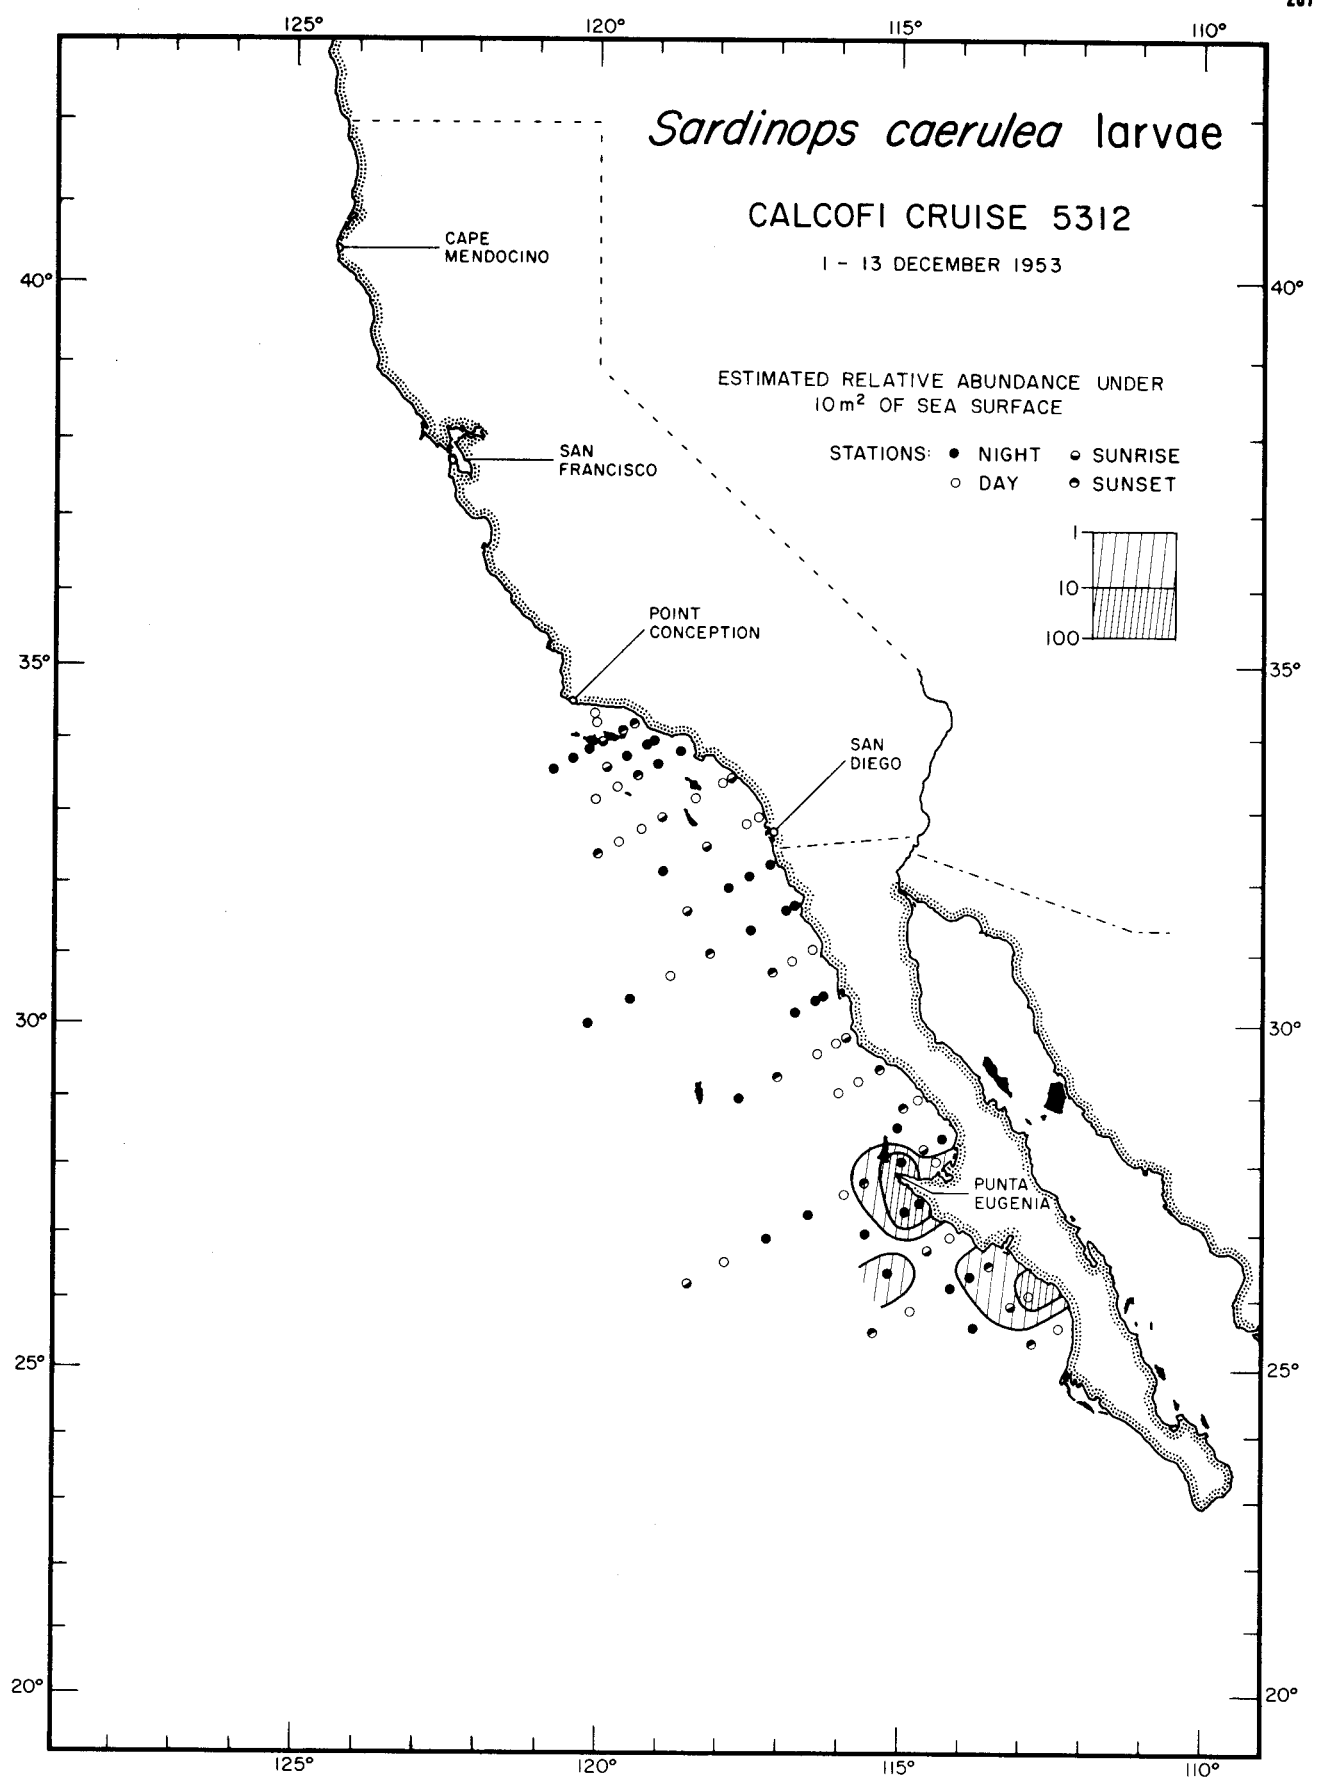 125° 120° 115° 110°
Sardinops caerulea larvae
CALCOFI CRUISE 5312
1 - 13 DECEMBER 1953
CAPE
MENDOCINO
40° 40°
ESTIMATED RELATIVE ABUNDANCE UNDER
10m² OF SEA SURFACE
STATIONS: NIGHT SUNRISE
DAY SUNSET
SAN
FRANCISCO
1
10
100
POINT
CONCEPTION
35° 35°
SAN
DIEGO
30° 30°
PUNTA
EUGENIA
25° 25°
20° 20°
125° 120° 115° 110°